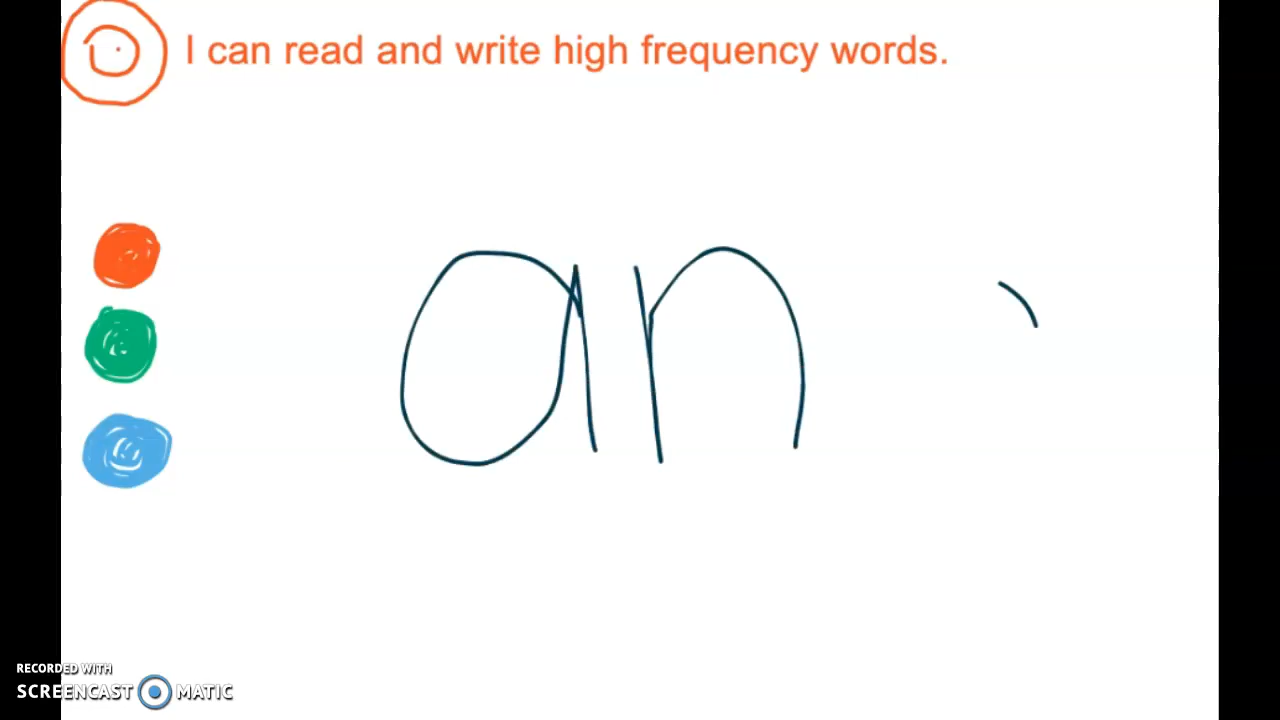 I can read and write high frequency words.
an
RECORDED WITH
SCREENCAST MATIC